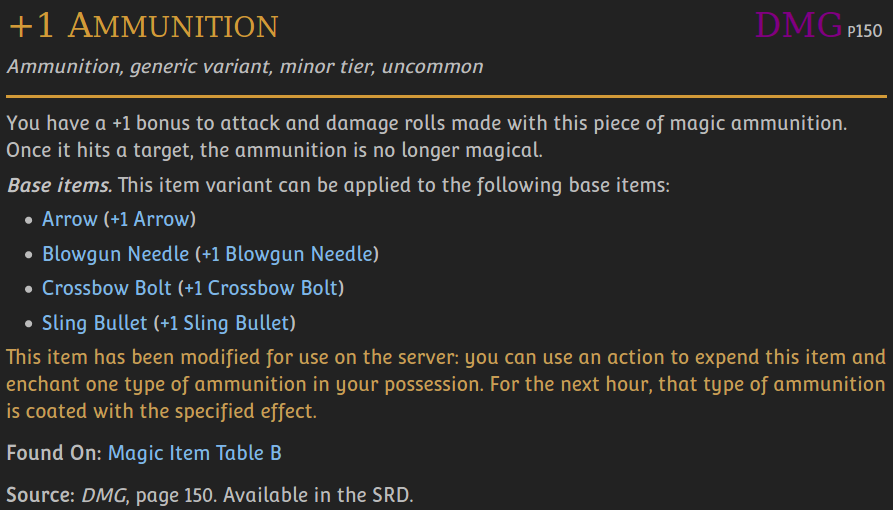 +1 Ammunition DMG P150
Ammunition, generic variant, minor tier, uncommon
You have a +1 bonus to attack and damage rolls made with this piece of magic ammunition.
Once it hits a target, the ammunition is no longer magical.
Base items. This item variant can be applied to the following base items:
• Arrow (+1 Arrow)
• Blowgun Needle (+1 Blowgun Needle)
• Crossbow Bolt (+1 Crossbow Bolt)
• Sling Bullet (+1 Sling Bullet)
This item has been modified for use on the server: you can use an action to expend this item and
enchant one type of ammunition in your possession. For the next hour, that type of ammunition
is coated with the specified effect.
Found On: Magic Item Table B
Source: DMG, page 150. Available in the SRD.